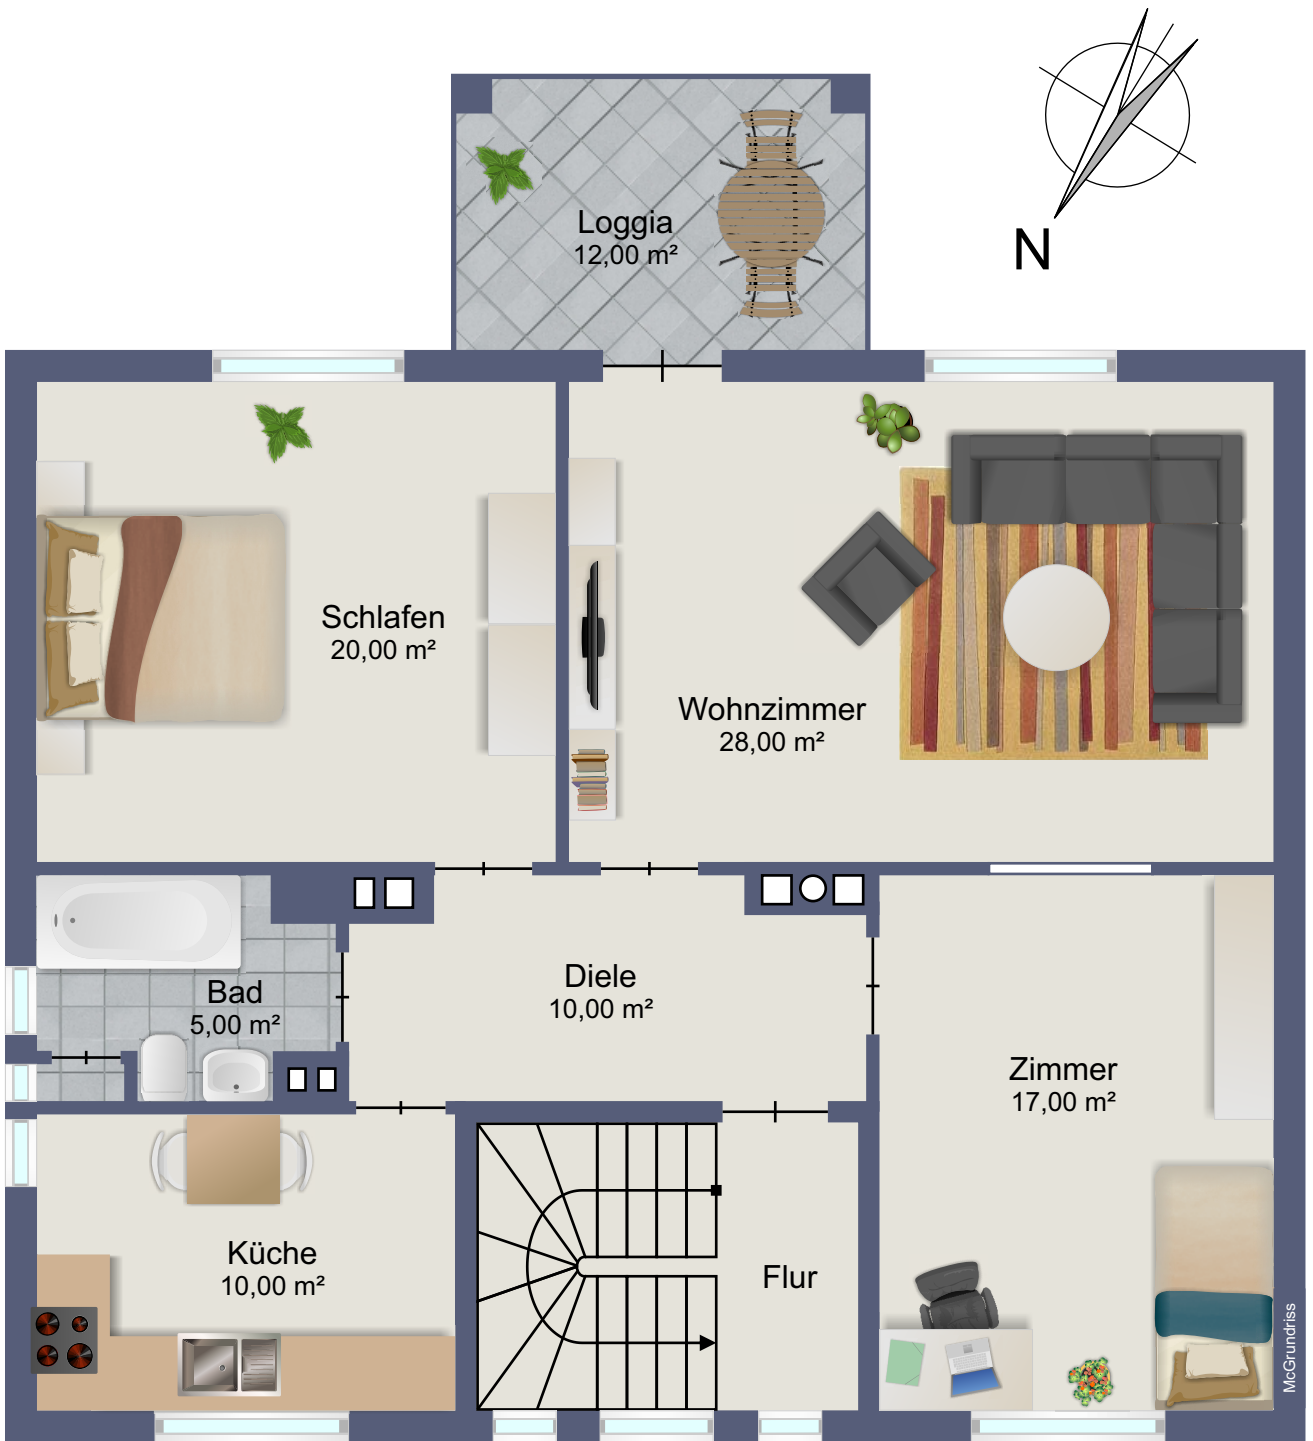 N
Loggia
12,00 m²
Schlafen
20,00 m²
Wohnzimmer
28,00 m²
Bad
5,00 m²
Diele
10,00 m²
Zimmer
17,00 m²
Küche
10,00 m²
Flur
McGrundriss